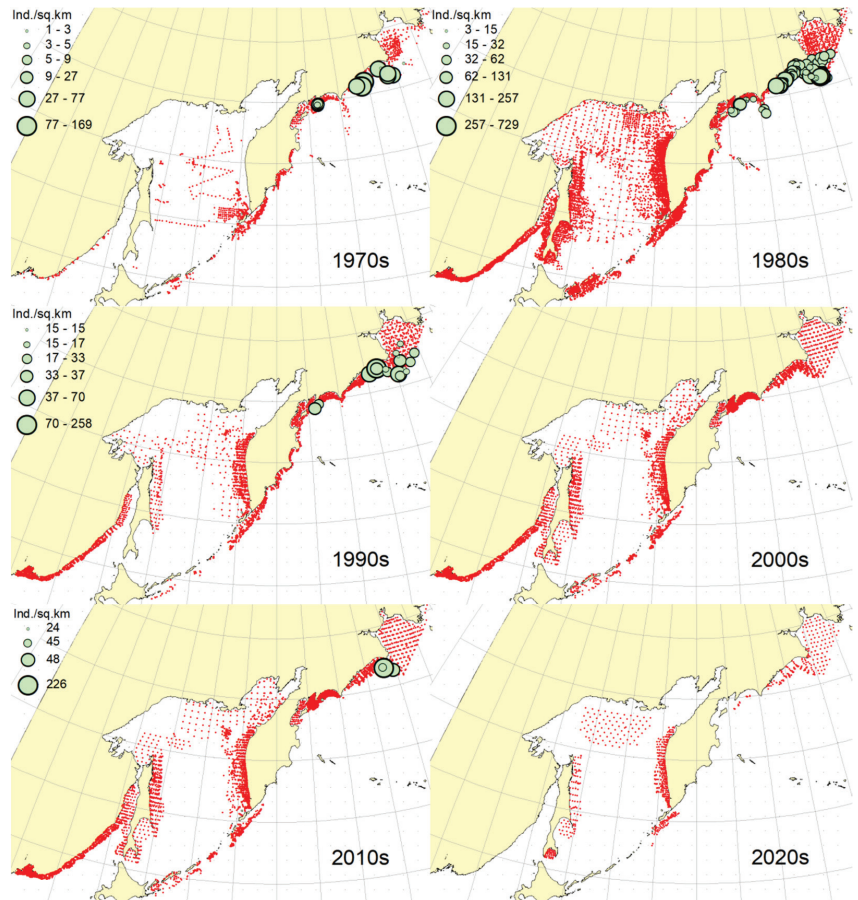 Ind./sq.km
1 - 3
3 - 5
5 - 9
9 - 27
27 - 77
77 - 169
1970s
Ind./sq.km
3 - 15
15 - 32
32 - 62
62 - 131
131 - 257
257 - 729
1980s
Ind./sq.km
15 - 15
15 - 17
17 - 33
33 - 37
37 - 70
70 - 258
1990s
2000s
Ind./sq.km
24
45
48
226
2010s
2020s